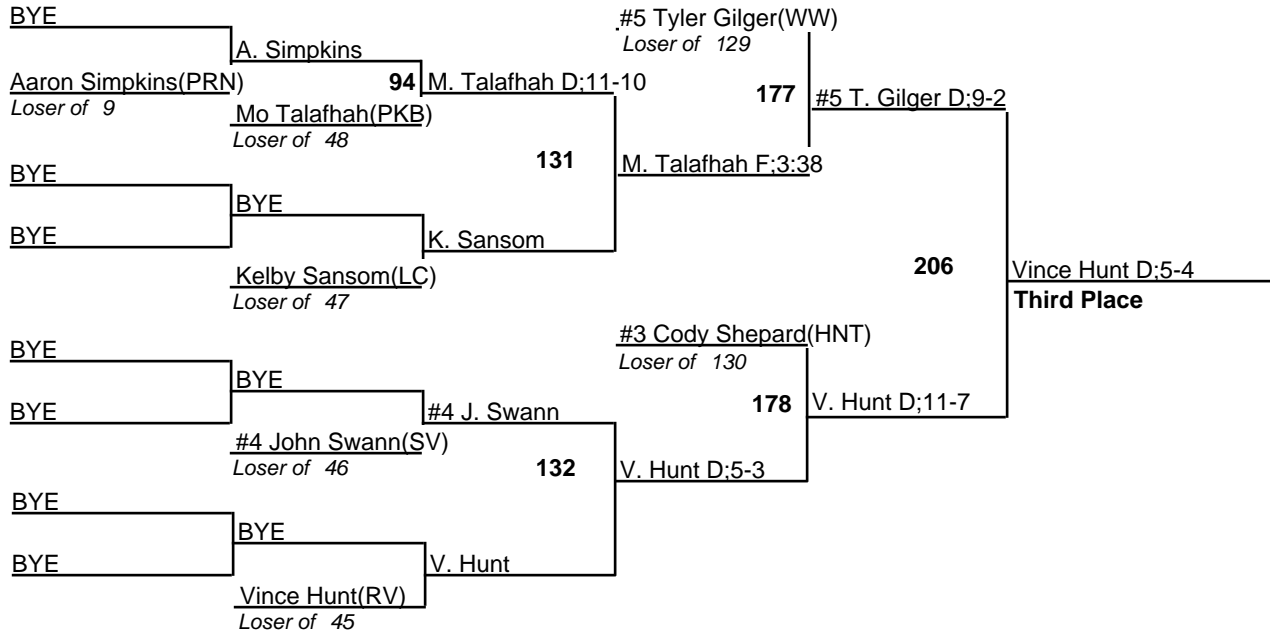 BYE
#5 Tyler Gilger(WW)
Loser of 129
A. Simpkins
Aaron Simpkins(PRN)
Loser of 9
94
M. Talafhah D;11-10
177
#5 T. Gilger D;9-2
Mo Talafhah(PKB)
Loser of 48
131
M. Talafhah F;3:38
BYE
BYE
BYE
K. Sansom
Kelby Sansom(LC)
Loser of 47
206
Vince Hunt D;5-4
Third Place
#3 Cody Shepard(HNT)
Loser of 130
BYE
BYE
BYE
#4 J. Swann
178
V. Hunt D;11-7
#4 John Swann(SV)
Loser of 46
132
V. Hunt D;5-3
BYE
BYE
BYE
V. Hunt
Vince Hunt(RV)
Loser of 45